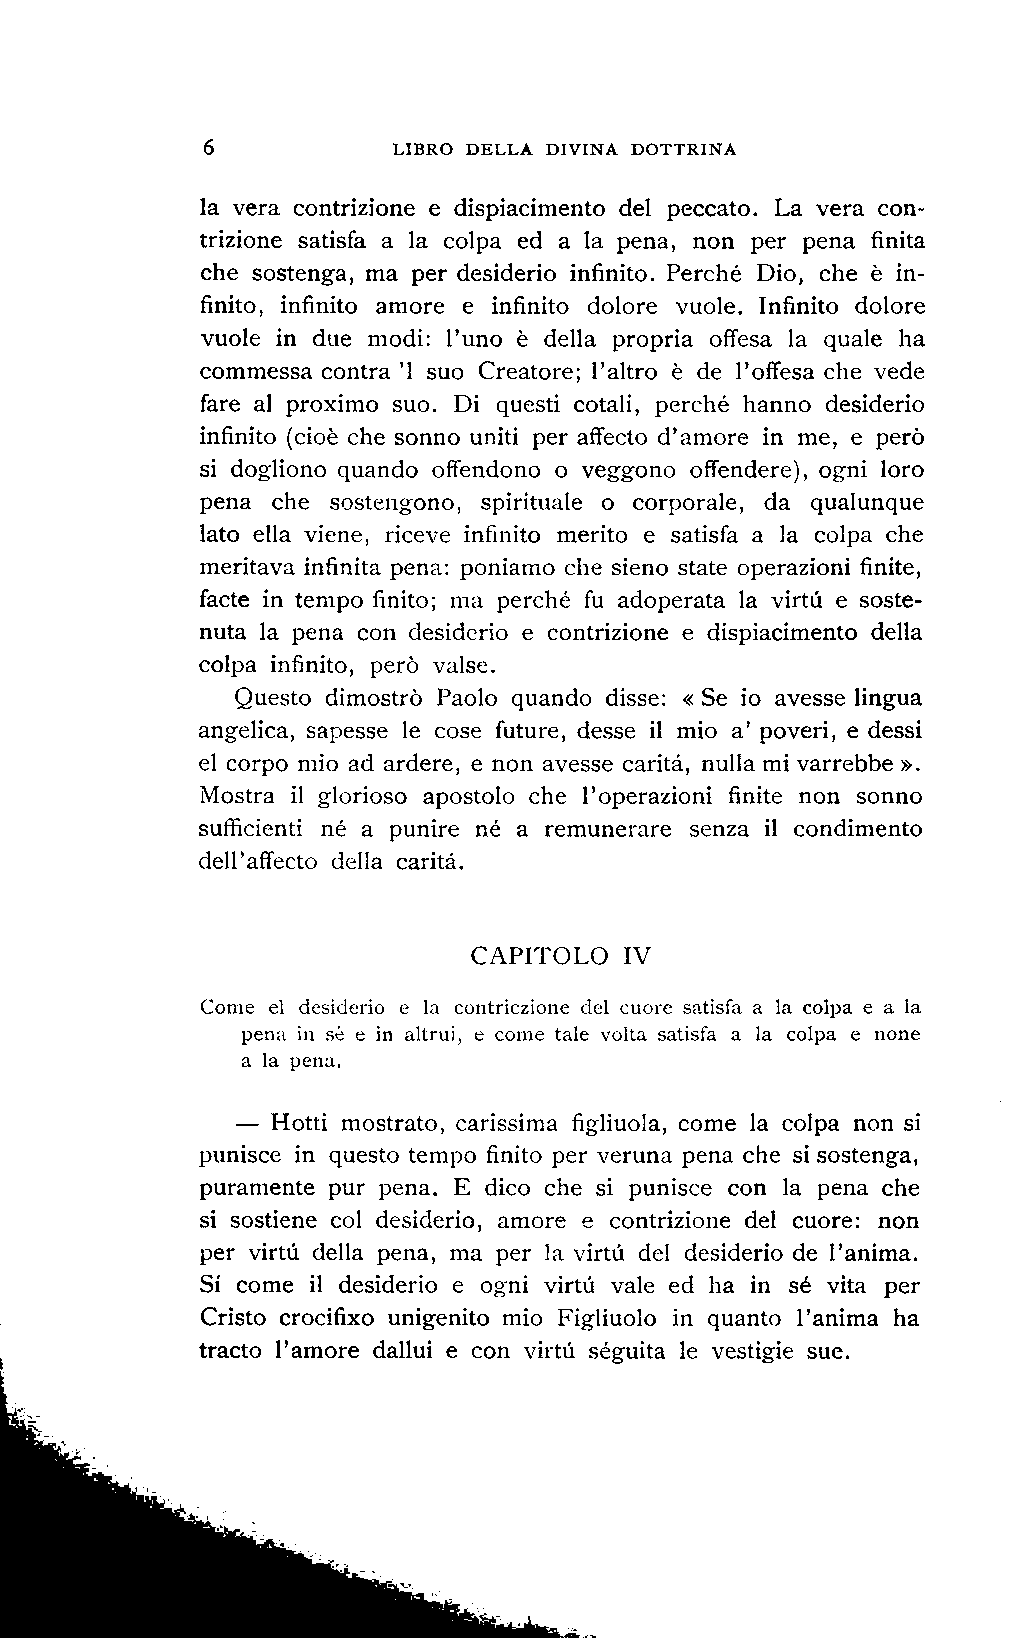 6 LIBRO DELLA DIVINA DOTTRINA
la vera contrizione e dispiacimento del peccato. La vera con-
trizione satisfa a la colpa ed a la pena, non per pena finita
che sostenga, ma per desiderio infinito. Perché Dio, che è in-
finito, infinito amore e infinito dolore vuole. Infinito dolore
vuole in due modi: l'uno è della propria offesa la quale ha
commessa contra 'l suo Creatore; l'altro è de l'offesa che vede
fare al proximo suo. Di questi cotali, perché hanno desiderio
infinito (cioè che sonno uniti per affecto d'amore in me, e però
si dogliono quando offendono o veggono offendere), ogni loro
pena che sostengono, spirituale o corporale, da qualunque
lato ella viene, riceve infinito merito e satisfa a la colpa che
meritava infinita pena: poniamo che sieno state operazioni finite,
facte in tempo finito; ma perché fu adoperata la virtú e soste-
nuta la pena con desiderio e contrizione e dispiacimento della
colpa infinito, però valse.
Questo dimostrò Paolo quando disse: « Se io avesse lingua
angelica, sapesse le cose future, desse il mio a' poveri, e dessi
el corpo mio ad ardere, e non avesse caritá, nulla mi varrebbe ».
Mostra il glorioso apostolo che l'operazioni finite non sonno
sufficienti né a punire né a remunerare senza il condimento
dell'affecto della caritá.
CAPITOLO IV
Come el desiderio e la contriczione del cuore satisfa a la colpa e a la
pena in sé e in altrui, e come tale volta satisfa a la colpa e none
a la pena.
— Hotti mostrato, carissima figliuola, come la colpa non si
punisce in questo tempo finito per veruna pena che si sostenga,
puramente pur pena. E dico che si punisce con la pena che
si sostiene col desiderio, amore e contrizione del cuore: non
per virtú della pena, ma per la virtú del desiderio de l'anima.
Sí come il desiderio e ogni virtú vale ed ha in sé vita per
Cristo crocifixo unigenito mio Figliuolo in quanto l'anima ha
tracto l'amore dallui e con virtú séguita le vestigie sue.